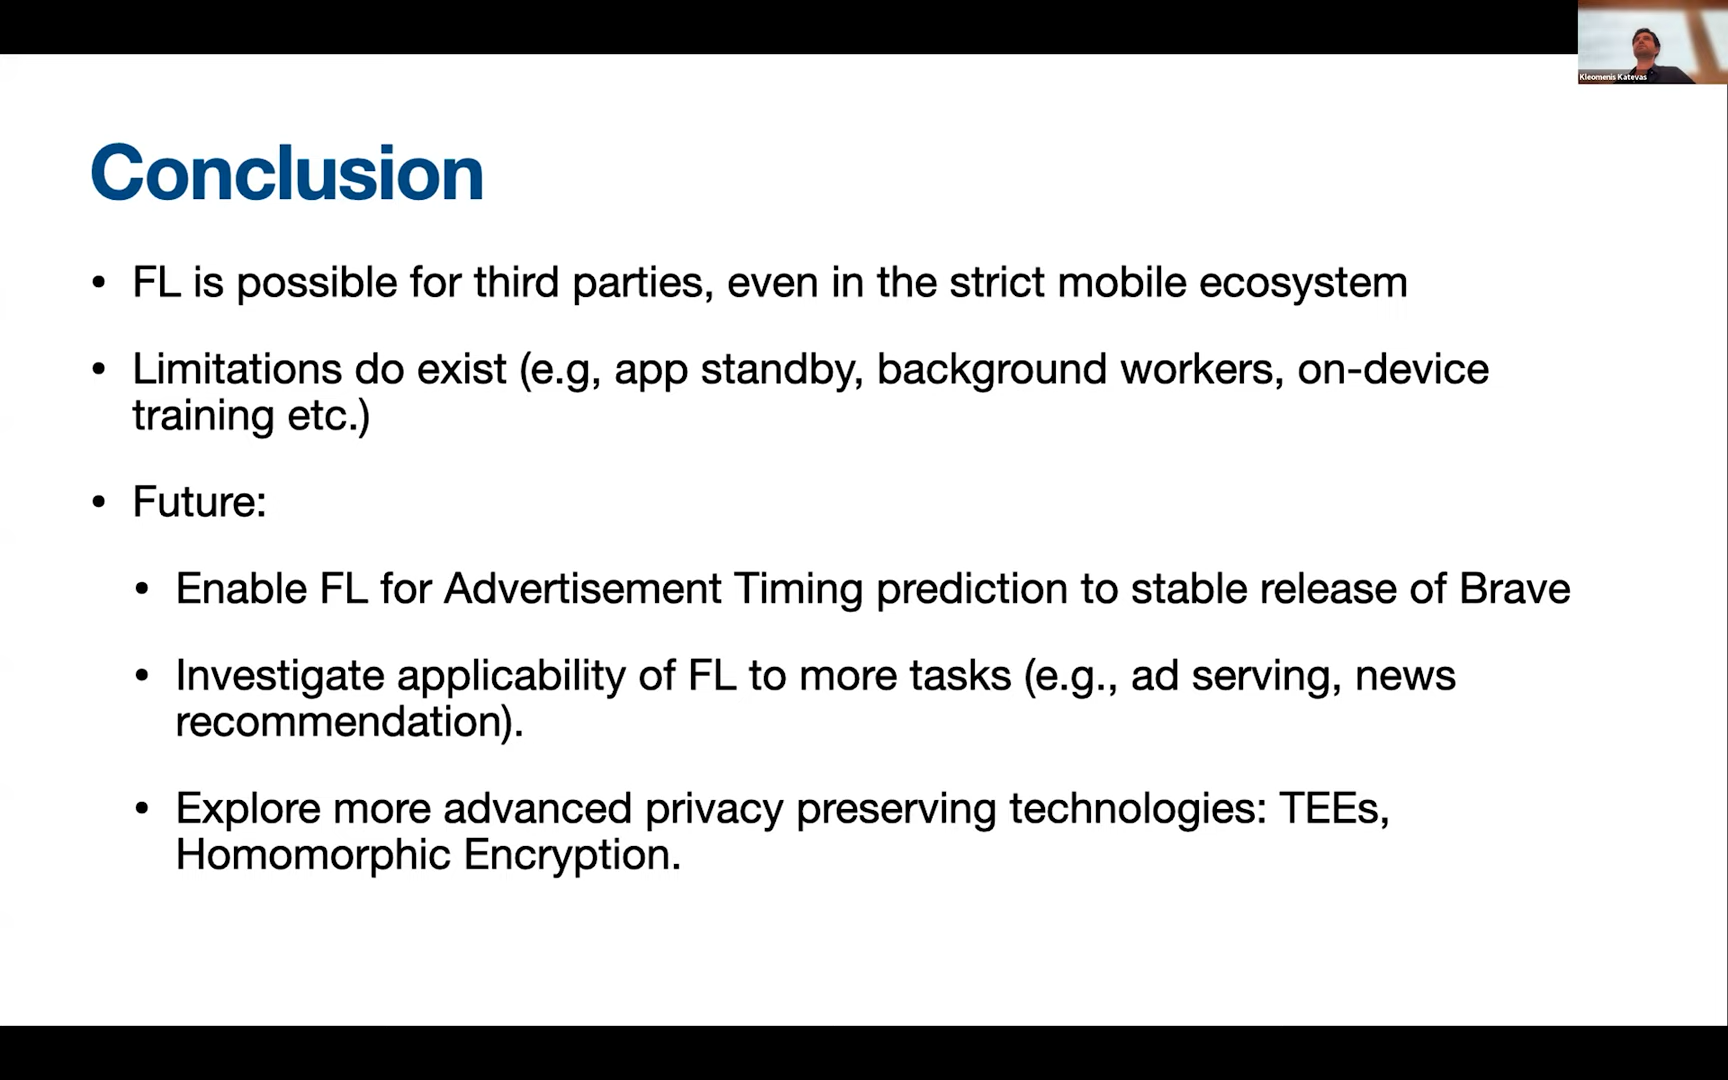 Kleomenis Katevas
Conclusion
• FL is possible for third parties, even in the strict mobile ecosystem
• Limitations do exist (e.g, app standby, background workers, on-device
training etc.)
• Future:
• Enable FL for Advertisement Timing prediction to stable release of Brave
• Investigate applicability of FL to more tasks (e.g., ad serving, news
recommendation).
• Explore more advanced privacy preserving technologies: TEEs,
Homomorphic Encryption.